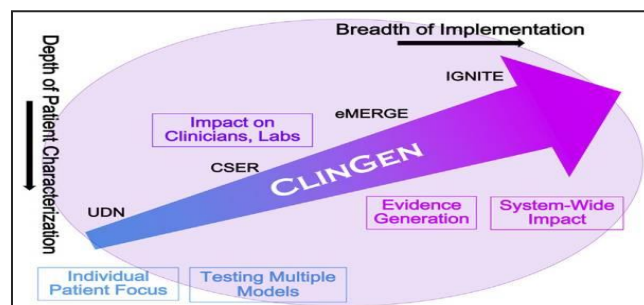 Breadth of Implementation
Depth of Patient Characterization
IGNITE
eMERGE
Impact on
Clinicians, Labs
CSER
CLINGEN
UDN
Evidence
Generation
System-Wide
Impact
Individual
Patient Focus
Testing Multiple
Models